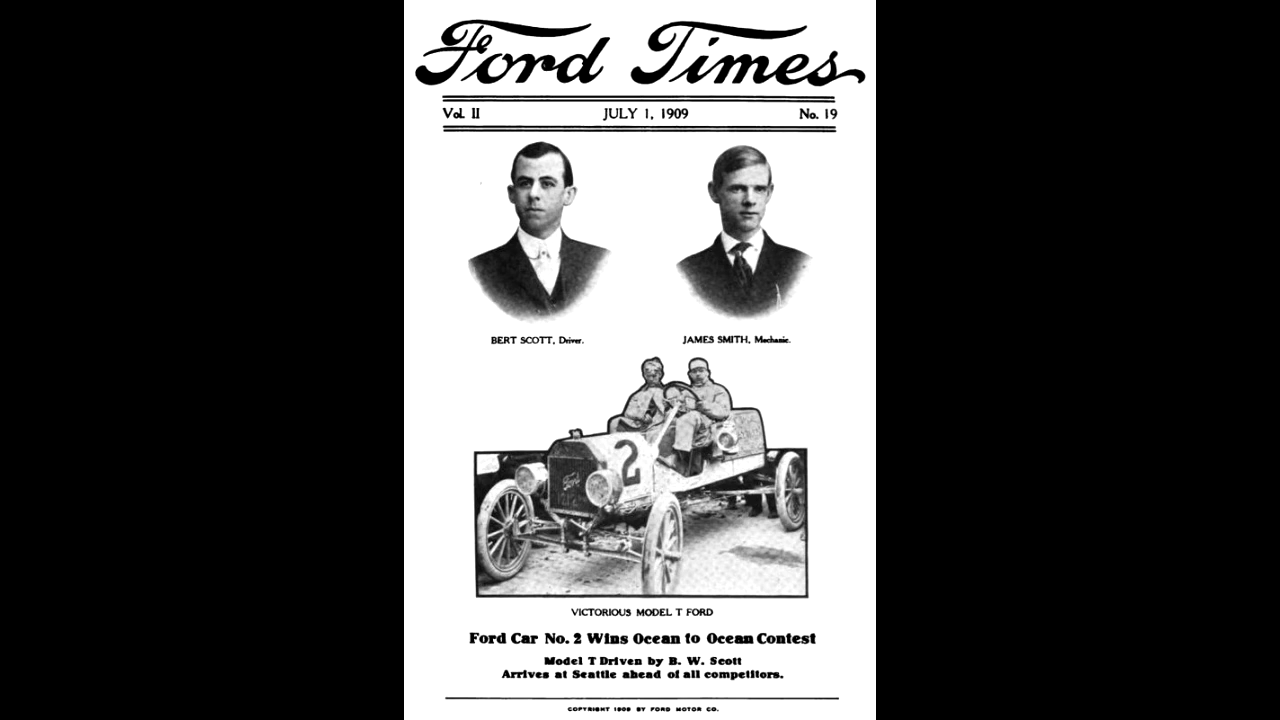 Ford Times
Vol. II JULY 1, 1909 No. 19
BERT SCOTT, Driver. JAMES SMITH, Mechanic.
2
Ford
VICTORIOUS MODEL T FORD
Ford Car No. 2 Wins Ocean to Ocean Contest
Model T Driven by B. W. Scott
Arrives at Seattle ahead of all competitors.
COPYRIGHT 1909 BY FORD MOTOR CO.